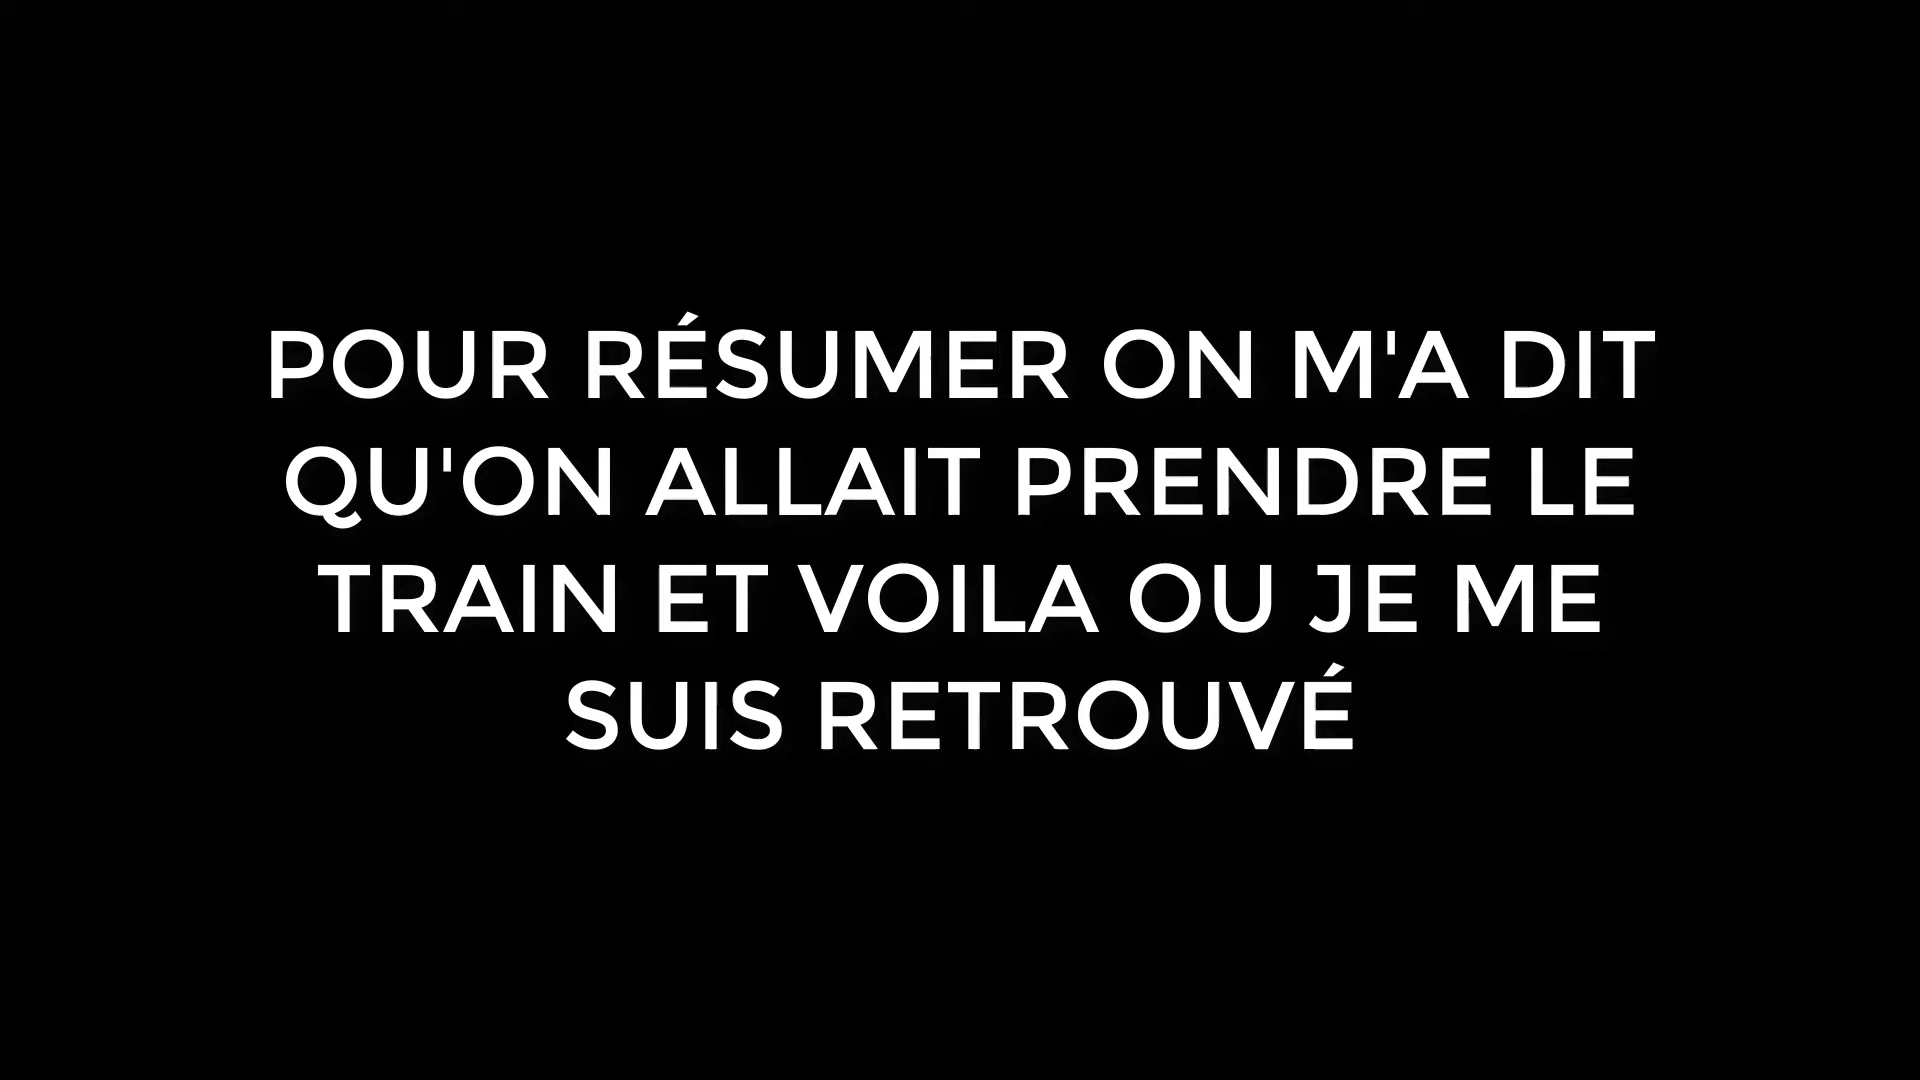 POUR RÉSUMER ON M'A DIT
QU'ON ALLAIT PRENDRE LE
TRAIN ET VOILA OU JE ME
SUIS RETROUVÉ